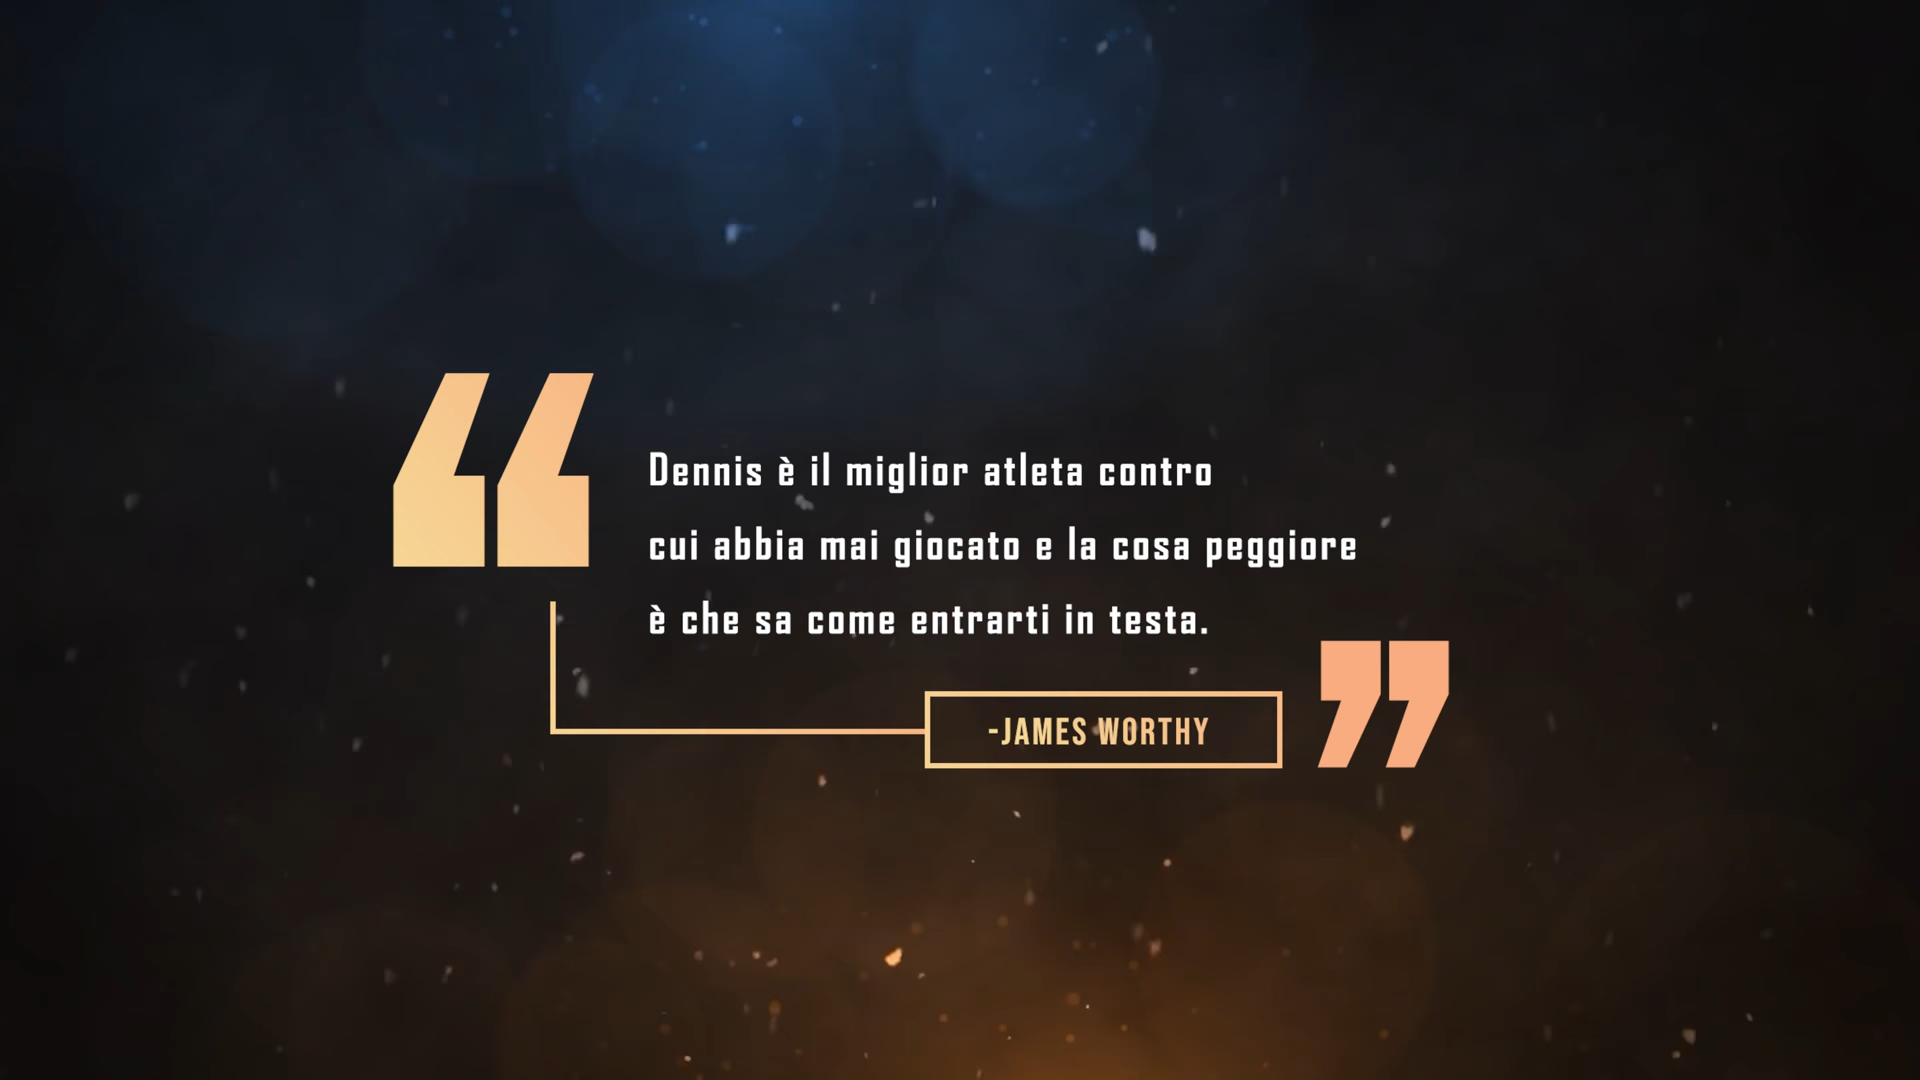 “
Dennis è il miglior atleta contro
cui abbia mai giocato e la cosa peggiore
è che sa come entrarti in testa.
”
-JAMES WORTHY